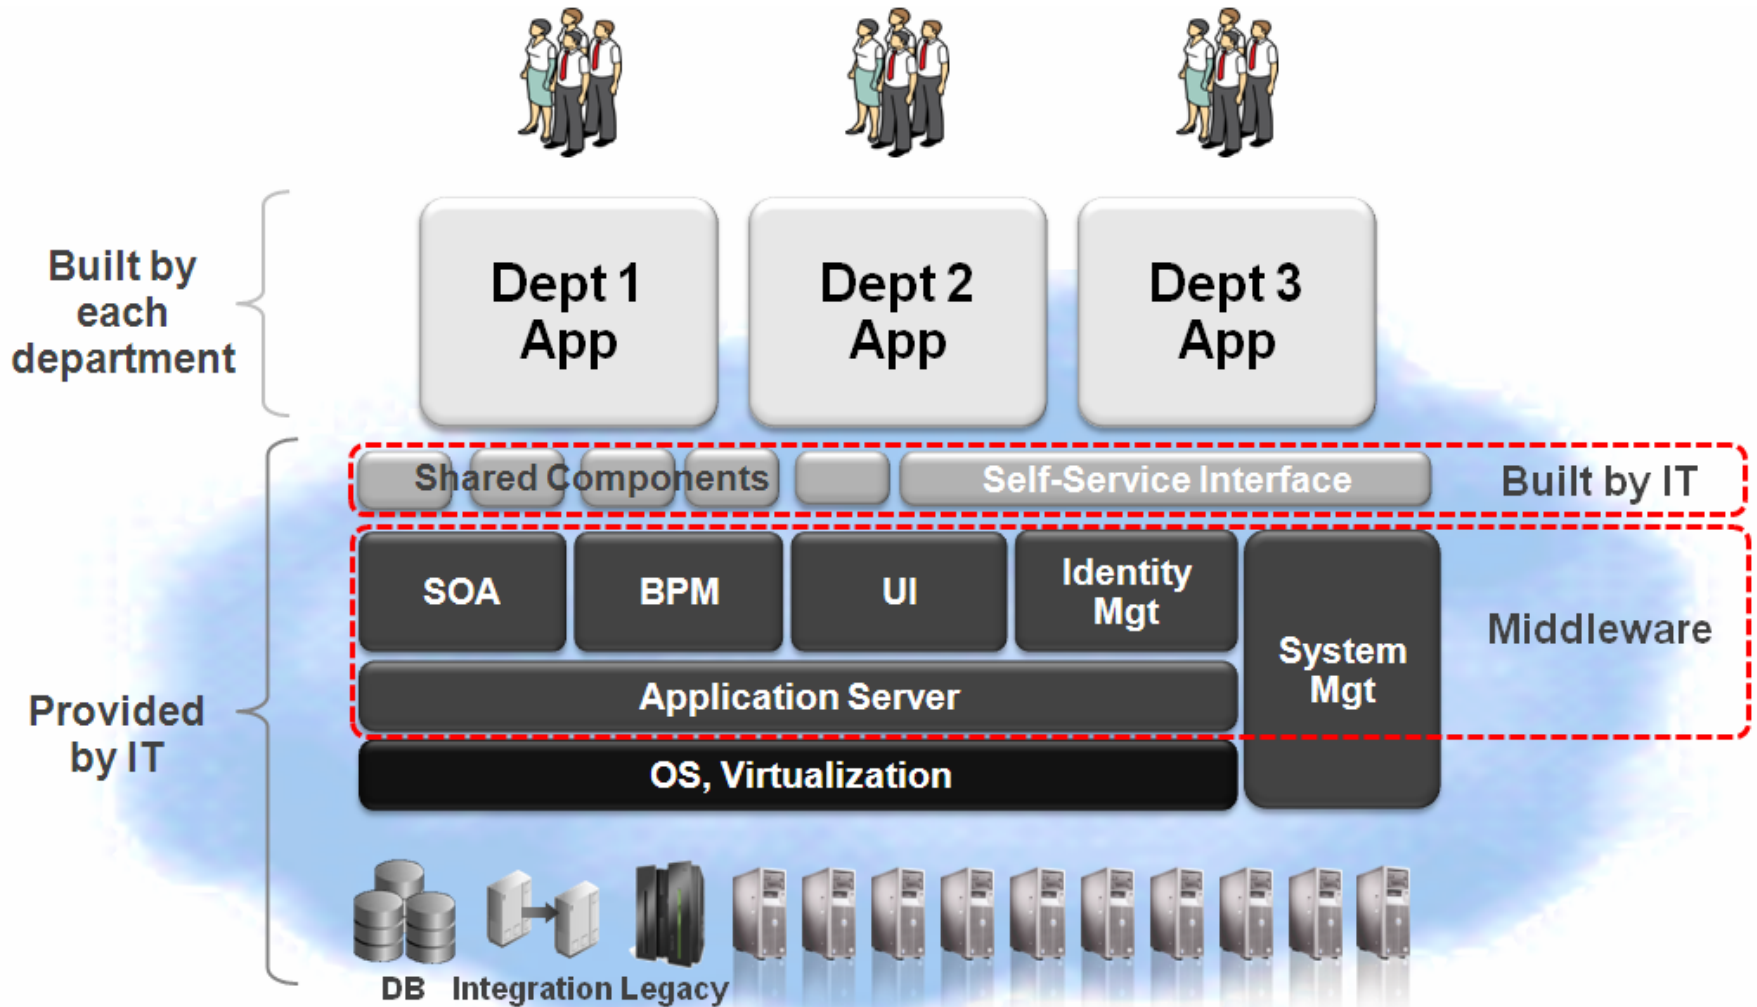 Dept 1
App
Dept 2
App
Dept 3
App
Built by
each
department
Shared Components
Self-Service Interface
Built by IT
SOA
BPM
UI
Identity
Mgt
System
Mgt
Middleware
Application Server
Provided
by IT
OS, Virtualization
DB
Integration
Legacy